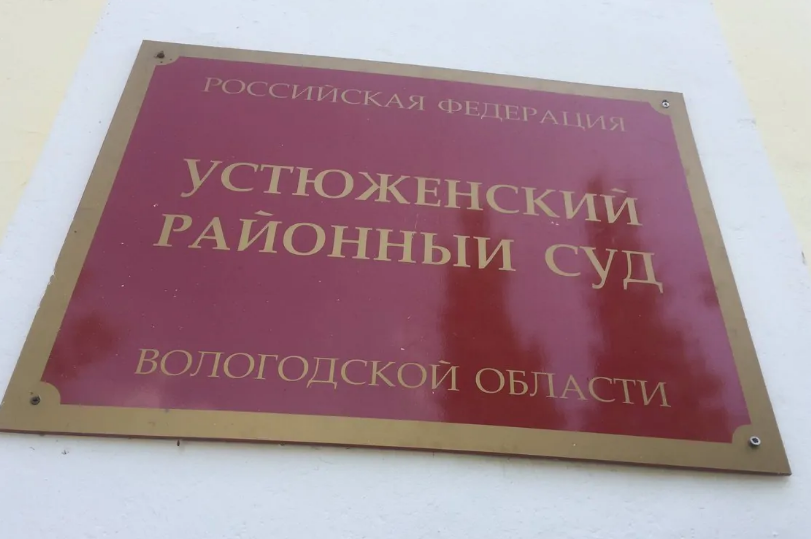 РОССИЙСКАЯ ФЕДЕРАЦИЯ
УСТЮЖЕНСКИЙ
РАЙОННЫЙ СУД
ВОЛОГОДСКОЙ ОБЛАСТИ